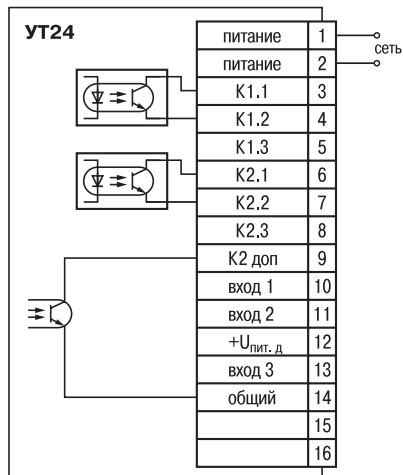 УТ24
питание 1
сеть
питание 2
К1.1 3
К1.2 4
К1.3 5
К2.1 6
К2.2 7
К2.3 8
К2 доп 9
вход 1 10
вход 2 11
+Uпит. д 12
вход 3 13
общий 14
15
16